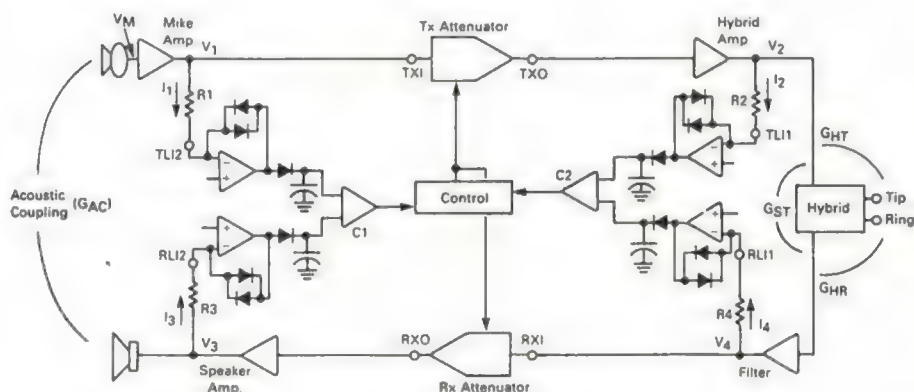 Mike
Amp
Tx Attenuator
Hybrid
Amp
VM
V1
TXI
TXO
V2
I1
R1
R2
I2
TLI2
TLI1
GHT
C2
Acoustic
Coupling (GAC)
Control
GST
Hybrid
Tip
Ring
C1
RLI2
RLI1
GHR
I3
R3
R4
I4
V3
RXO
RXI
V4
Speaker
Amp.
Rx Attenuator
Filter